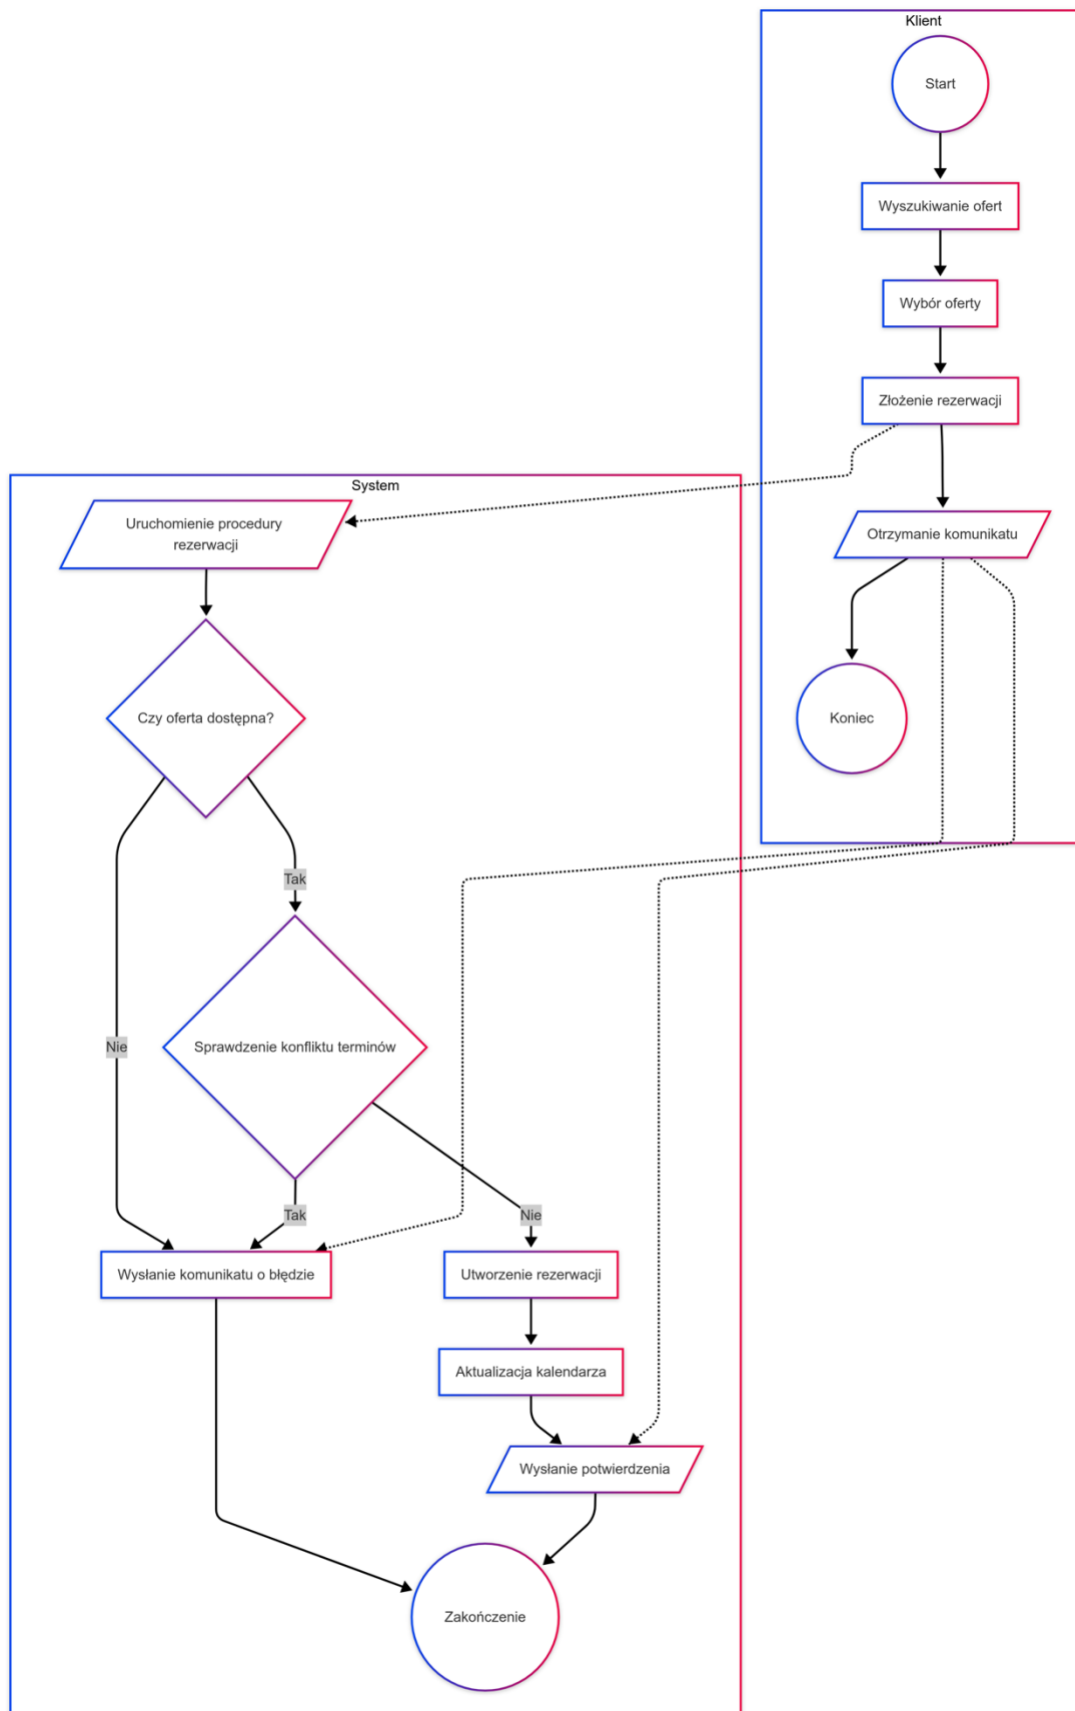 Klient
Start
Wyszukiwanie ofert
Wybór oferty
Złożenie rezerwacji
Otrzymanie komunikatu
Koniec
System
Uruchomienie procedury
rezerwacji
Czy oferta dostępna?
Tak
Nie
Sprawdzenie konfliktu terminów
Tak
Nie
Wysłanie komunikatu o błędzie
Utworzenie rezerwacji
Aktualizacja kalendarza
Wysłanie potwierdzenia
Zakończenie